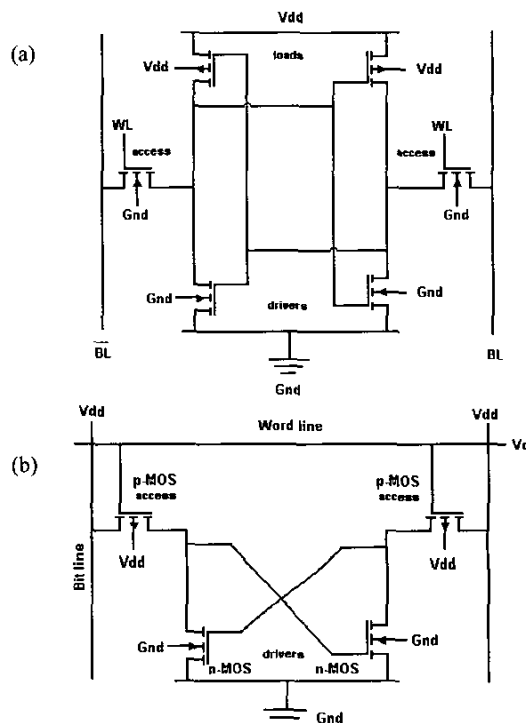 (a)
Vdd
loads
Vdd
Vdd
WL
WL
access
access
Gnd
Gnd
Gnd
Gnd
drivers
BL
BL
Gnd
Vdd
Vdd
Word line
(b)
p-MOS
p-MOS
access
access
Vdd
Vdd
Bit line
Gnd
Gnd
drivers
n-MOS
n-MOS
Gnd